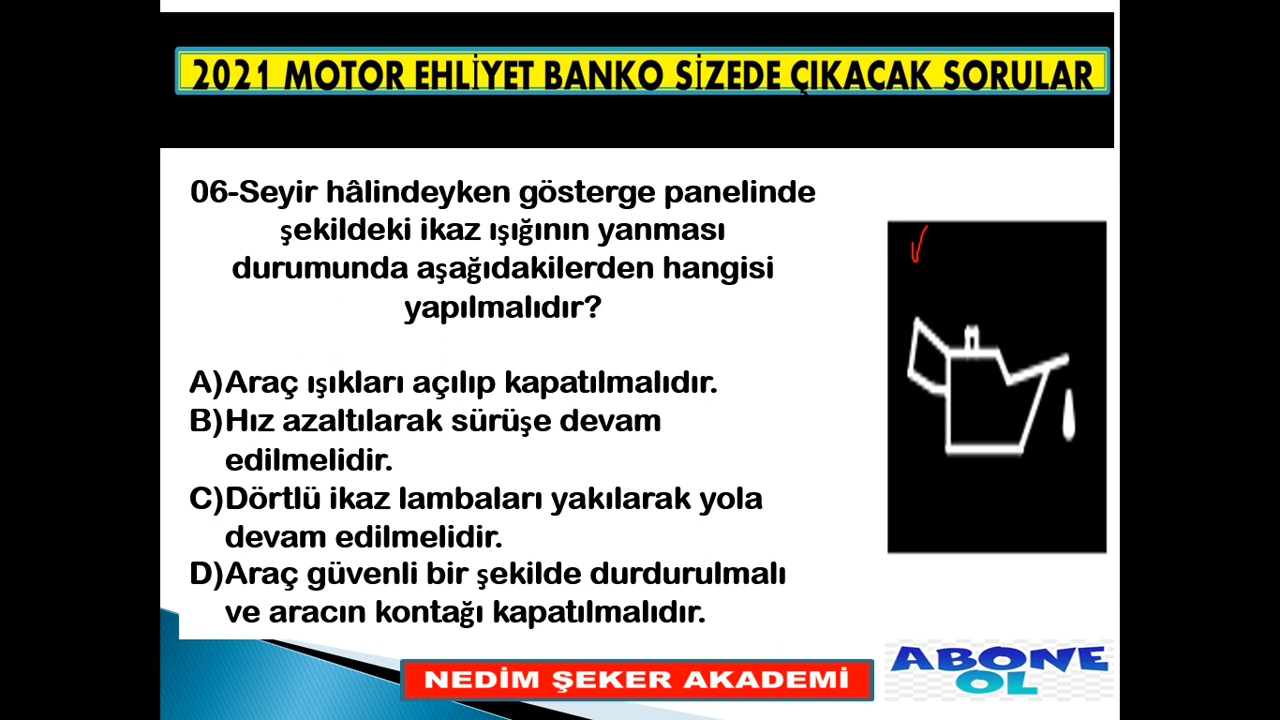 2021 MOTOR EHLİYET BANKO SİZEDE ÇIKACAK SORULAR
06-Seyir hâlindeyken gösterge panelinde
şekildeki ikaz ışığının yanması
durumunda aşağıdakilerden hangisi
yapılmalıdır?
A)Araç ışıkları açılıp kapatılmalıdır.
B)Hız azaltılarak sürüşe devam
edilmelidir.
C)Dörtlü ikaz lambaları yakılarak yola
devam edilmelidir.
D)Araç güvenli bir şekilde durdurulmalı
ve aracın kontağı kapatılmalıdır.
NEDİM ŞEKER AKADEMİ
ABONE
OL